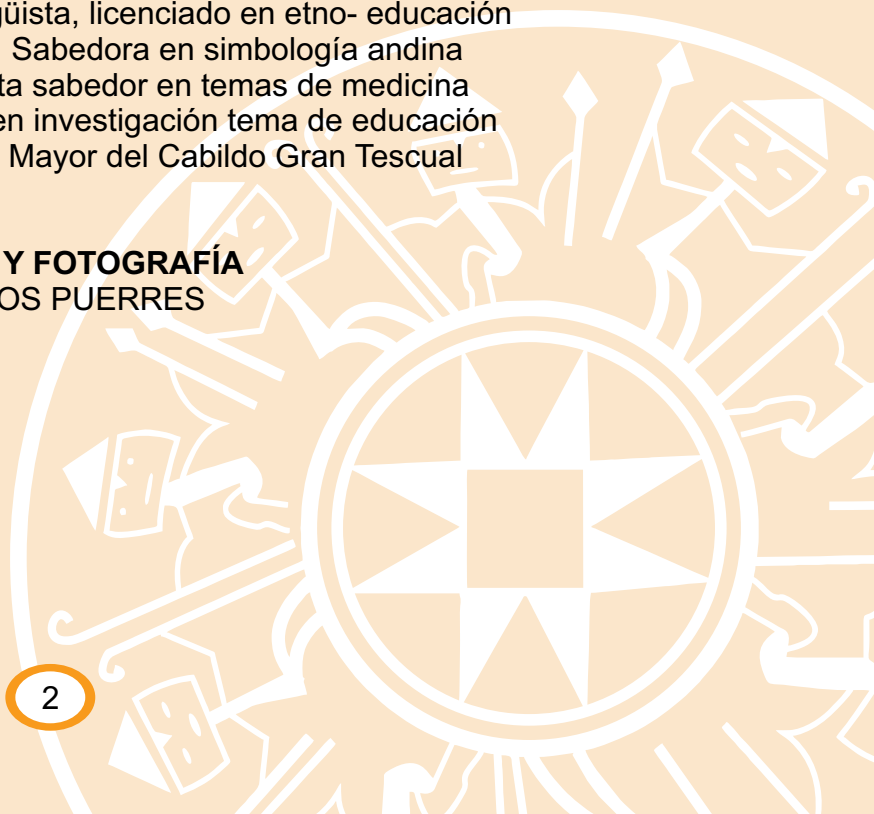 güista, licenciado en etno- educación
Sabedora en simbología andina
ta sabedor en temas de medicina
en investigación tema de educación
Mayor del Cabildo Gran Tescual
Y FOTOGRAFÍA
OS PUERRES
2